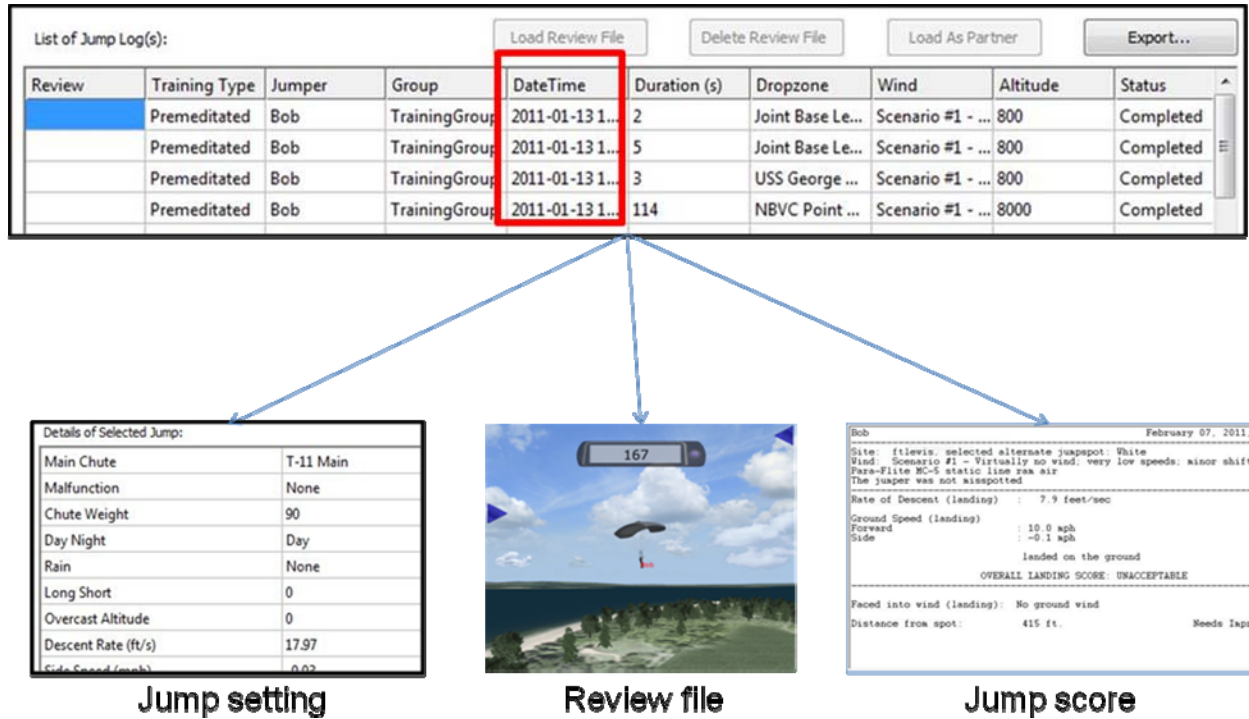 List of Jump Log(s):    Load Review File    Delete Review File    Load As Partner    Export...
Review    Training Type    Jumper    Group    DateTime    Duration (s)    Dropzone    Wind    Altitude    Status
Premeditated    Bob    TrainingGroup    2011-01-13 1...    2    Joint Base Le...    Scenario #1 - ...    800    Completed
Premeditated    Bob    TrainingGroup    2011-01-13 1...    5    Joint Base Le...    Scenario #1 - ...    800    Completed
Premeditated    Bob    TrainingGroup    2011-01-13 1...    3    USS George ...    Scenario #1 - ...    800    Completed
Premeditated    Bob    TrainingGroup    2011-01-13 1...    114    NBVC Point ...    Scenario #1 - ...    8000    Completed
Details of Selected Jump:
Main Chute    T-11 Main
Malfunction    None
Chute Weight    90
Day Night    Day
Rain    None
Long Short    0
Overcast Altitude    0
Descent Rate (ft/s)    17.97
Side Speed (mph)
Jump setting
167
Bob
Review file
Bob    February 07, 2011
Site: ftlewis, selected alternate jumpspot: White
Wind: Scenario #1 - Virtually no wind; very low speeds; minor shift
Para-Flite MC-5 static line ram air
The jumper was not misspotted
Rate of Descent (landing) : 7.9 feet/sec
Ground Speed (landing)
Forward : 10.0 mph
Side : -0.1 mph
landed on the ground
OVERALL LANDING SCORE: UNACCEPTABLE
Faced into wind (landing): No ground wind
Distance from spot: 415 ft.    Needs Impr
Jump score